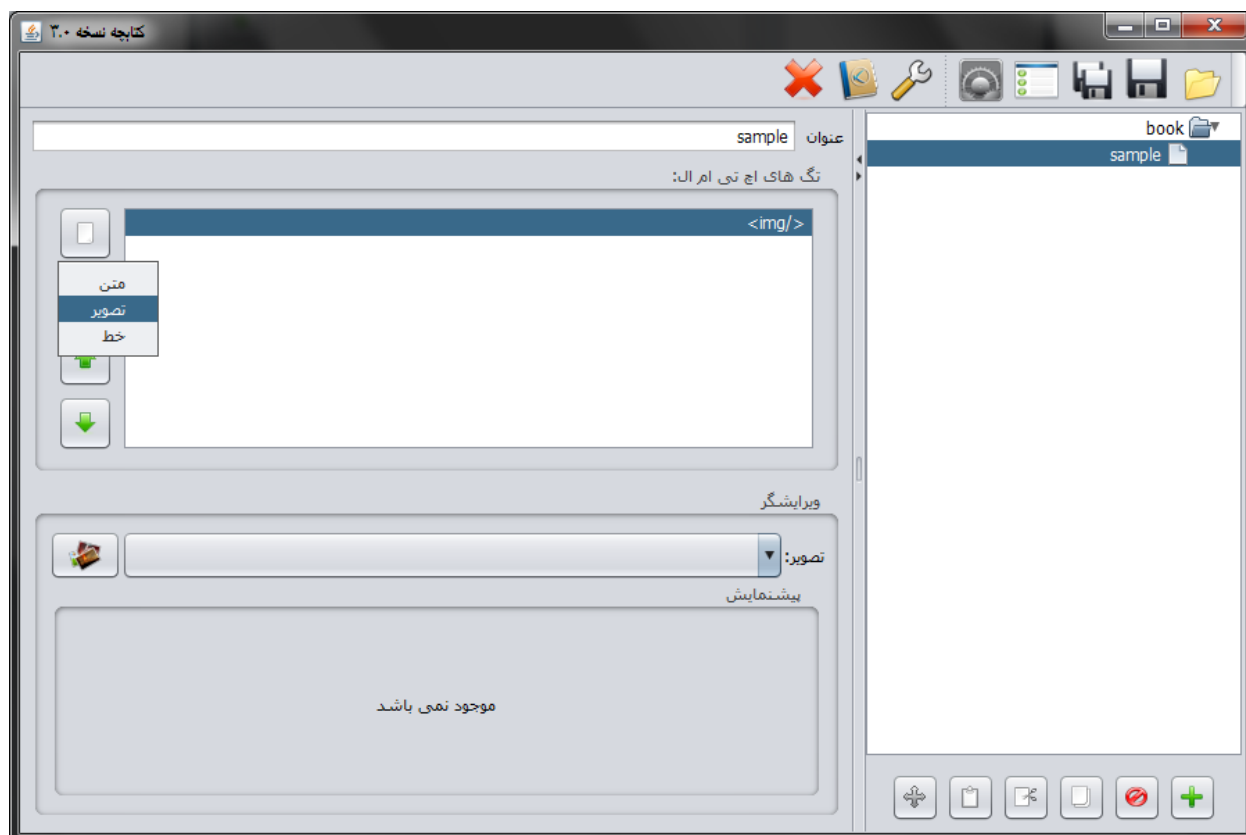 کتابچه نسخه ۳.۰
book
sample
عنوان sample
تگ های اچ تی ام ال:
<img/>
متن
تصویر
خط
ویرایشگر
تصویر:
پیشنمایش
موجود نمی باشد